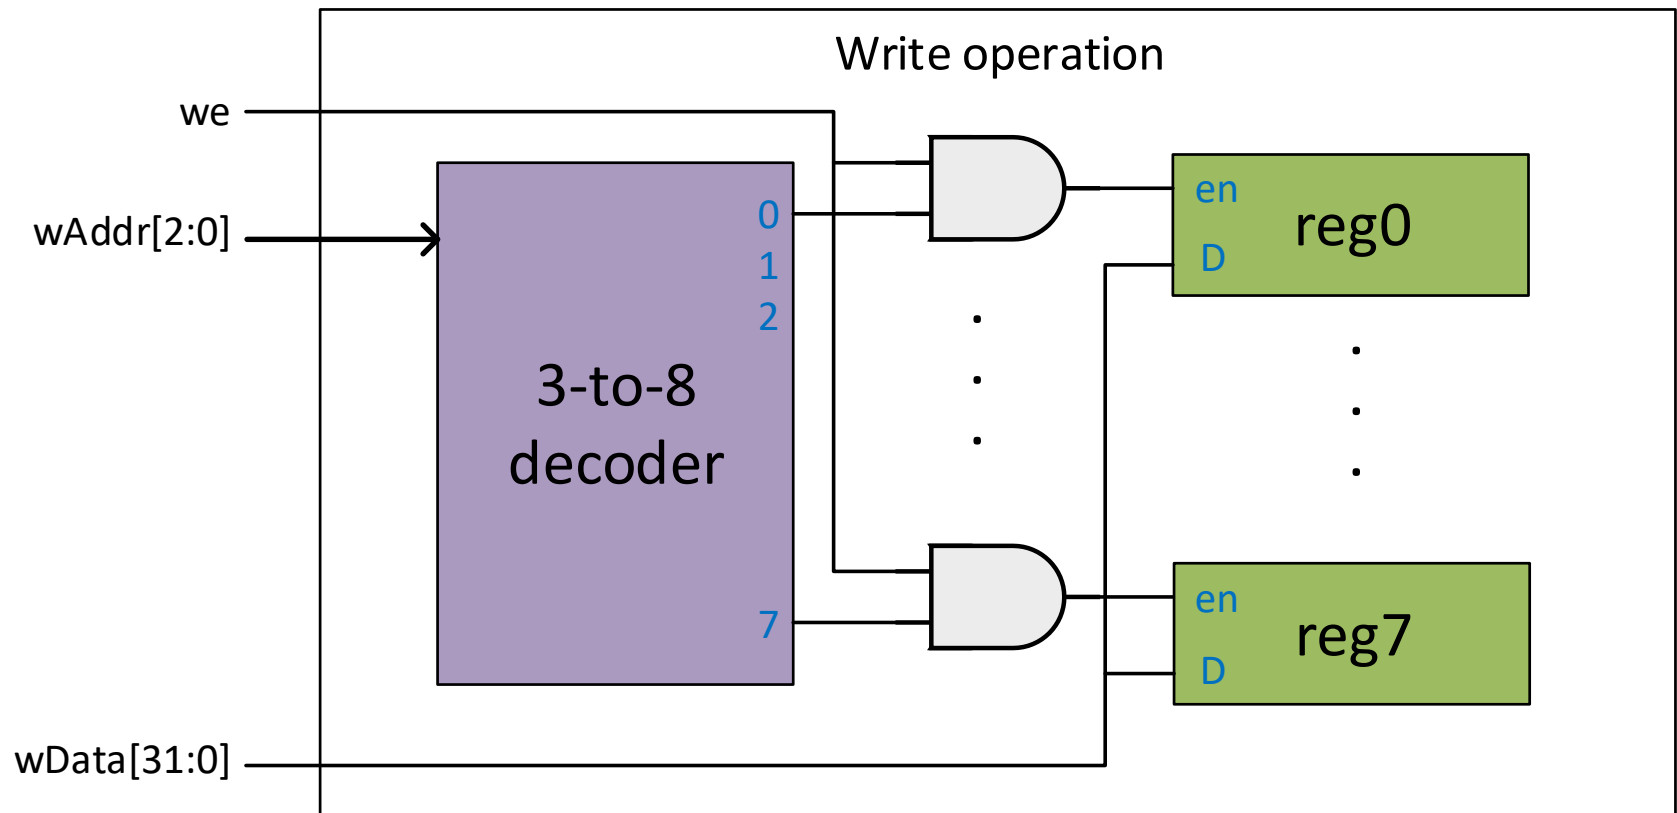 Write operation
we
wAddr[2:0]
0
1
2
3-to-8
decoder
7
en
reg0
D
en
reg7
D
wData[31:0]